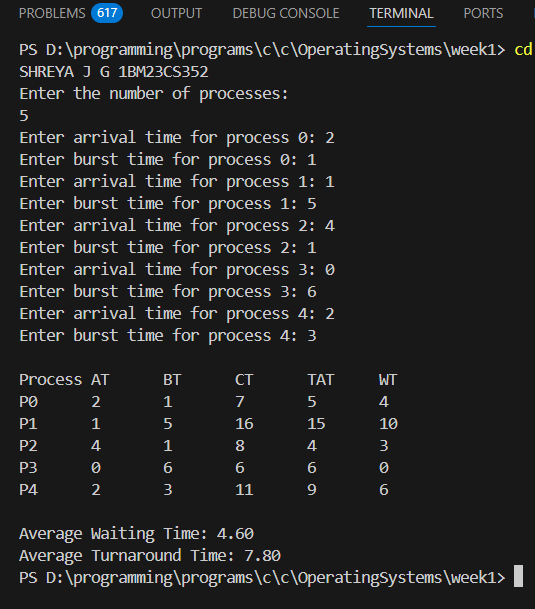 PROBLEMS 617 OUTPUT DEBUG CONSOLE TERMINAL PORTS
PS D:\programming\programs\c\c\OperatingSystems\week1> cd
SHREYA J G 1BM23CS352
Enter the number of processes:
5
Enter arrival time for process 0: 2
Enter burst time for process 0: 1
Enter arrival time for process 1: 1
Enter burst time for process 1: 5
Enter arrival time for process 2: 4
Enter burst time for process 2: 1
Enter arrival time for process 3: 0
Enter burst time for process 3: 6
Enter arrival time for process 4: 2
Enter burst time for process 4: 3
Process AT BT CT TAT WT
P0 2 1 7 5 4
P1 1 5 16 15 10
P2 4 1 8 4 3
P3 0 6 6 6 0
P4 2 3 11 9 6
Average Waiting Time: 4.60
Average Turnaround Time: 7.80
PS D:\programming\programs\c\c\OperatingSystems\week1>